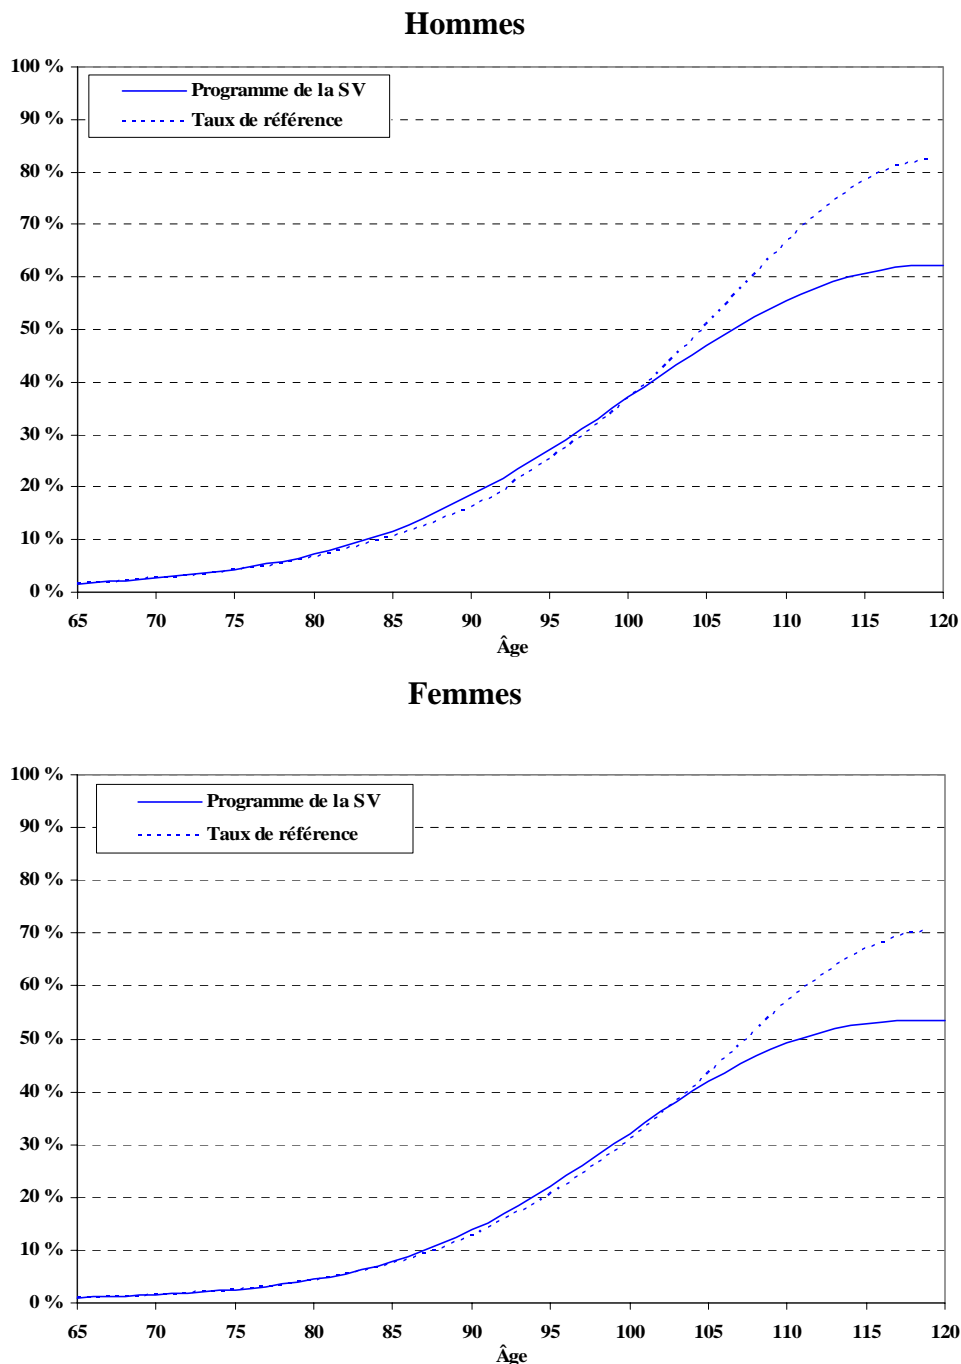 Hommes
100 %
90 %
80 %
70 %
60 %
50 %
40 %
30 %
20 %
10 %
0 %
Programme de la SV
Taux de référence
65 70 75 80 85 90 95 100 105 110 115 120
Âge
Femmes
100 %
90 %
80 %
70 %
60 %
50 %
40 %
30 %
20 %
10 %
0 %
Programme de la SV
Taux de référence
65 70 75 80 85 90 95 100 105 110 115 120
Âge